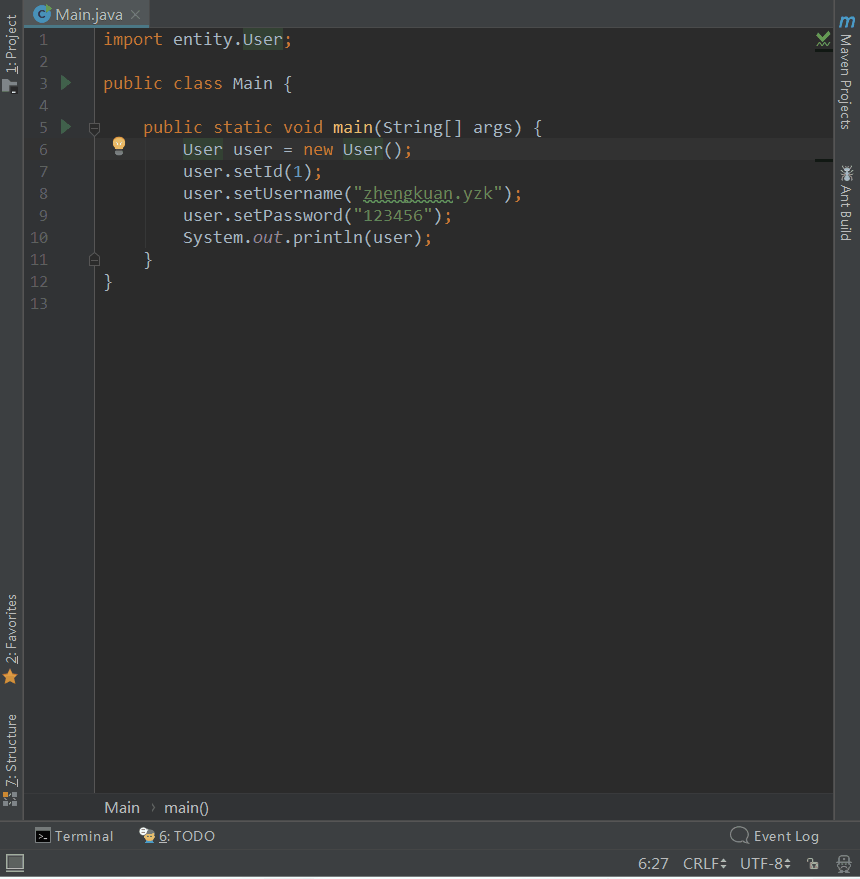 Main.java
1: Project
1 import entity.User;
2
3 public class Main {
4
5 public static void main(String[] args) {
6 User user = new User();
7 user.setId(1);
8 user.setUsername("zhengkuan.yzk");
9 user.setPassword("123456");
10 System.out.println(user);
11 }
12 }
13
m Maven Projects
Ant Build
2: Favorites
7: Structure
Main › main()
Terminal 6: TODO Event Log
6:27 CRLF UTF-8